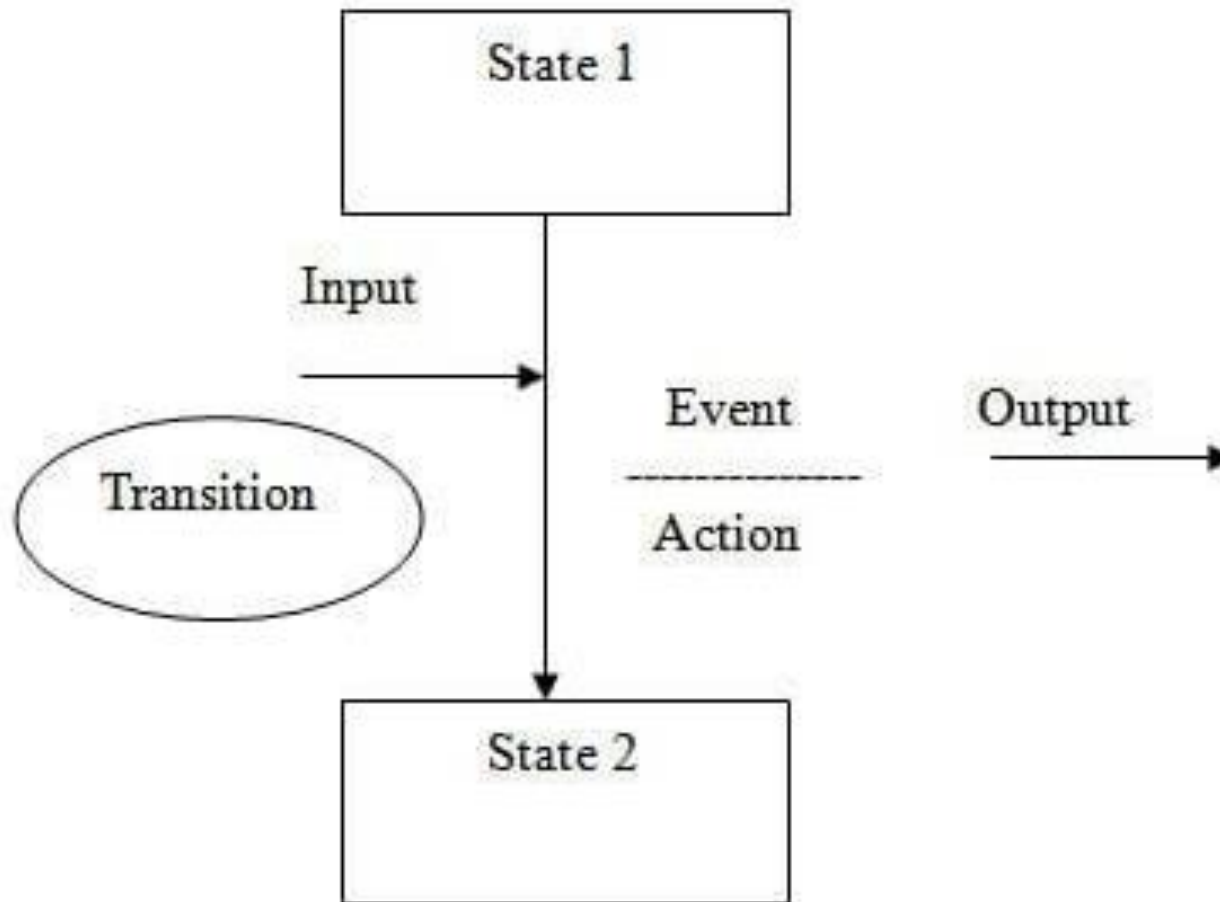 State 1
Input
Event
Output
Transition
Action
State 2